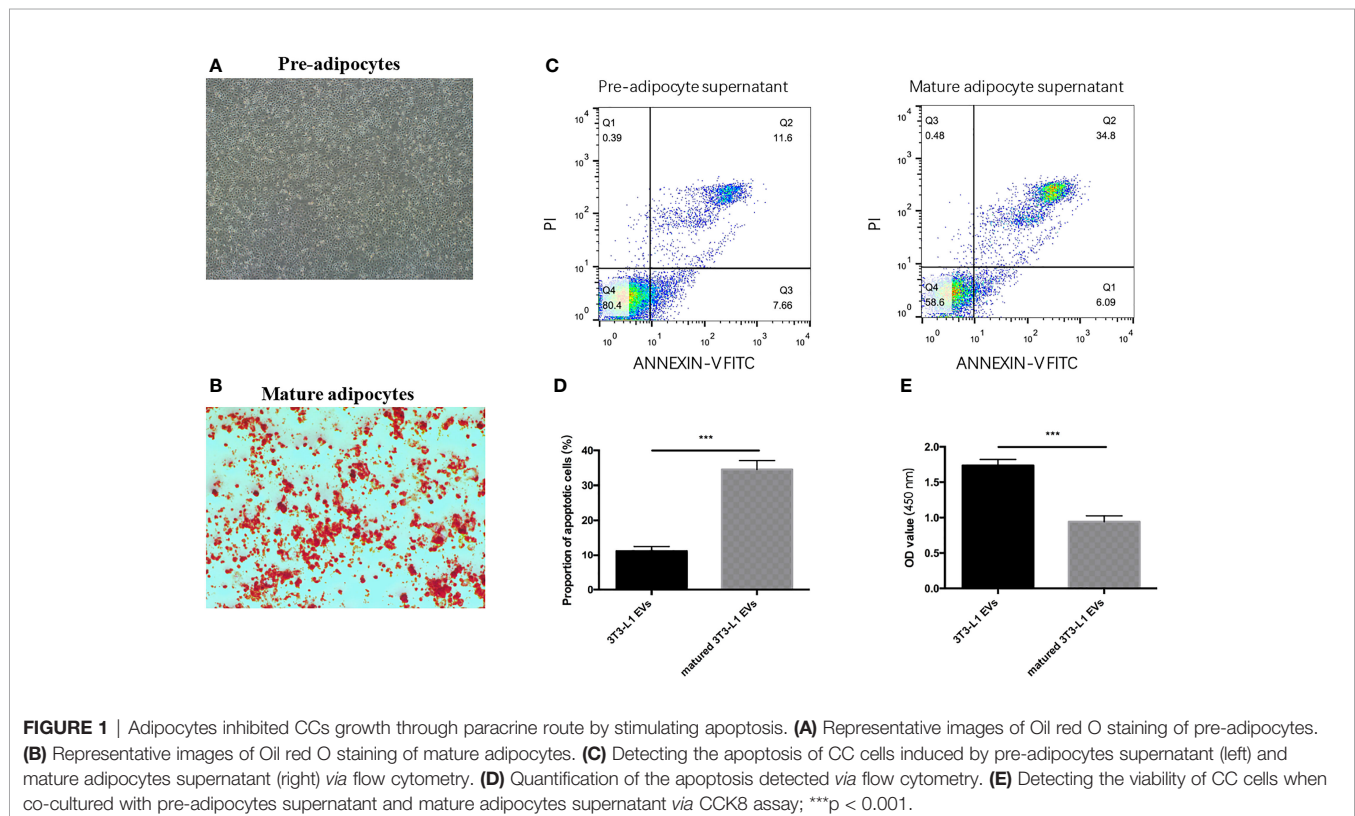 A
Pre-adipocytes
B
Mature adipocytes
C
Pre-adipocyte supernatant
10^4
10^3
10^2
10^1
10^0
PI
Q1
0.39
Q2
11.6
Q4
80.4
Q3
7.66
10^0 10^1 10^2 10^3 10^4
ANNEXIN-V FITC
Mature adipocyte supernatant
10^4
10^3
10^2
10^1
10^0
PI
Q3
0.48
Q2
34.8
Q4
58.6
Q1
6.09
10^0 10^1 10^2 10^3 10^4
ANNEXIN-V FITC
D
Proportion of apoptotic cells (%)
40
30
20
10
0
***
3T3-L1 EVs
matured 3T3-L1 EVs
E
OD value (450 nm)
2.0
1.5
1.0
0.5
0.0
***
3T3-L1 EVs
matured 3T3-L1 EVs
FIGURE 1 | Adipocytes inhibited CCs growth through paracrine route by stimulating apoptosis. (A) Representative images of Oil red O staining of pre-adipocytes.
(B) Representative images of Oil red O staining of mature adipocytes. (C) Detecting the apoptosis of CC cells induced by pre-adipocytes supernatant (left) and
mature adipocytes supernatant (right) via flow cytometry. (D) Quantification of the apoptosis detected via flow cytometry. (E) Detecting the viability of CC cells when
co-cultured with pre-adipocytes supernatant and mature adipocytes supernatant via CCK8 assay; ***p < 0.001.